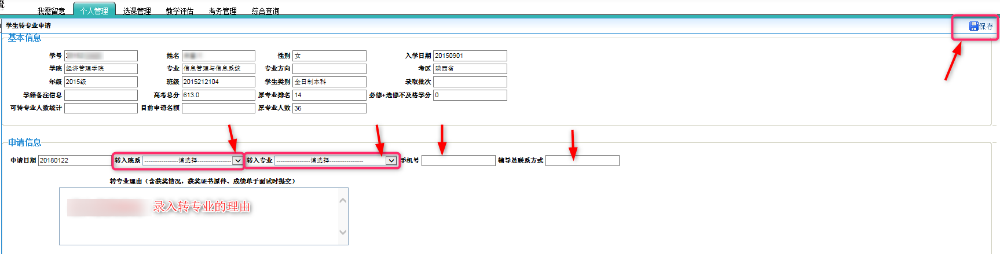 我需留意 个人管理 选课管理 教学评估 考务管理 综合查询
学生转专业申请 保存
基本信息
学号 姓名 性别 女 入学日期 20150901
学院 经济管理学院 专业 信息管理与信息系统 专业方向 考区 陕西省
年级 2015级 班级 2015212104 学生类别 全日制本科 录取批次
学籍备注信息 高考总分 613.0 原专业排名 14 必修+选修不及格学分 0
可转专业人数统计 目前申请名额 原专业人数 36
申请信息
申请日期 20180122 转入院系 ----------------请选择---------------- 转入专业 ----------------请选择---------------- 手机号 辅导员联系方式
转专业理由（含获奖情况，获奖证书原件、成绩单于面试时提交）
录入转专业的理由